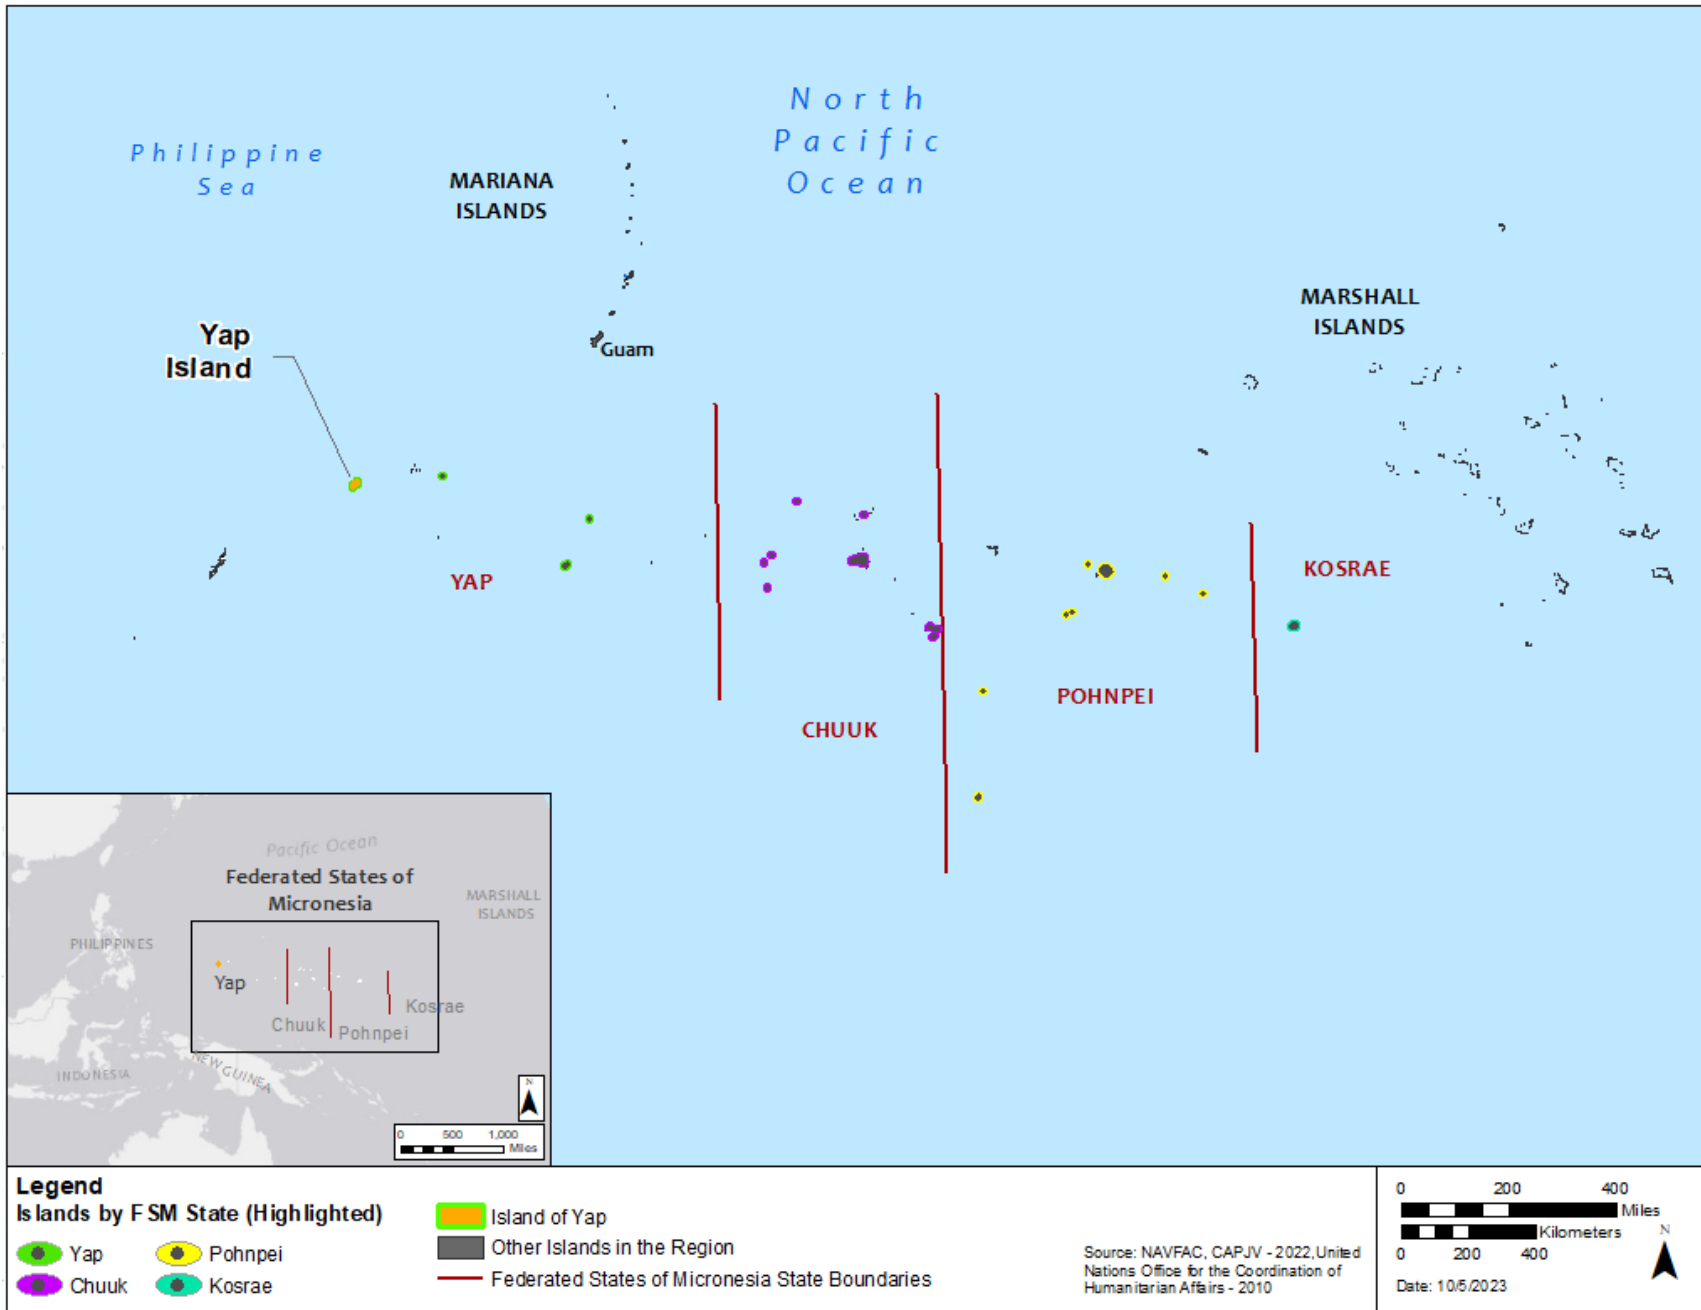 North
Pacific
Ocean
Philippine
Sea
MARIANA
ISLANDS
MARSHALL
ISLANDS
Yap
Island
Guam
YAP
KOSRAE
POHNPEI
CHUUK
Pacific Ocean
Federated States of
Micronesia
MARSHALL
ISLANDS
PHILIPPINES
Yap
Kosrae
Chuuk
Pohnpei
NEW GUINEA
INDONESIA
N
0 500 1,000
Miles
Legend
Islands by FSM State (Highlighted)
Yap
Pohnpei
Chuuk
Kosrae
Island of Yap
Other Islands in the Region
Federated States of Micronesia State Boundaries
Source: NAVFAC, CAPJV - 2022,United
Nations Office for the Coordination of
Humanitarian Affairs - 2010
0 200 400
Miles
Kilometers
0 200 400
N
Date: 10/5/2023